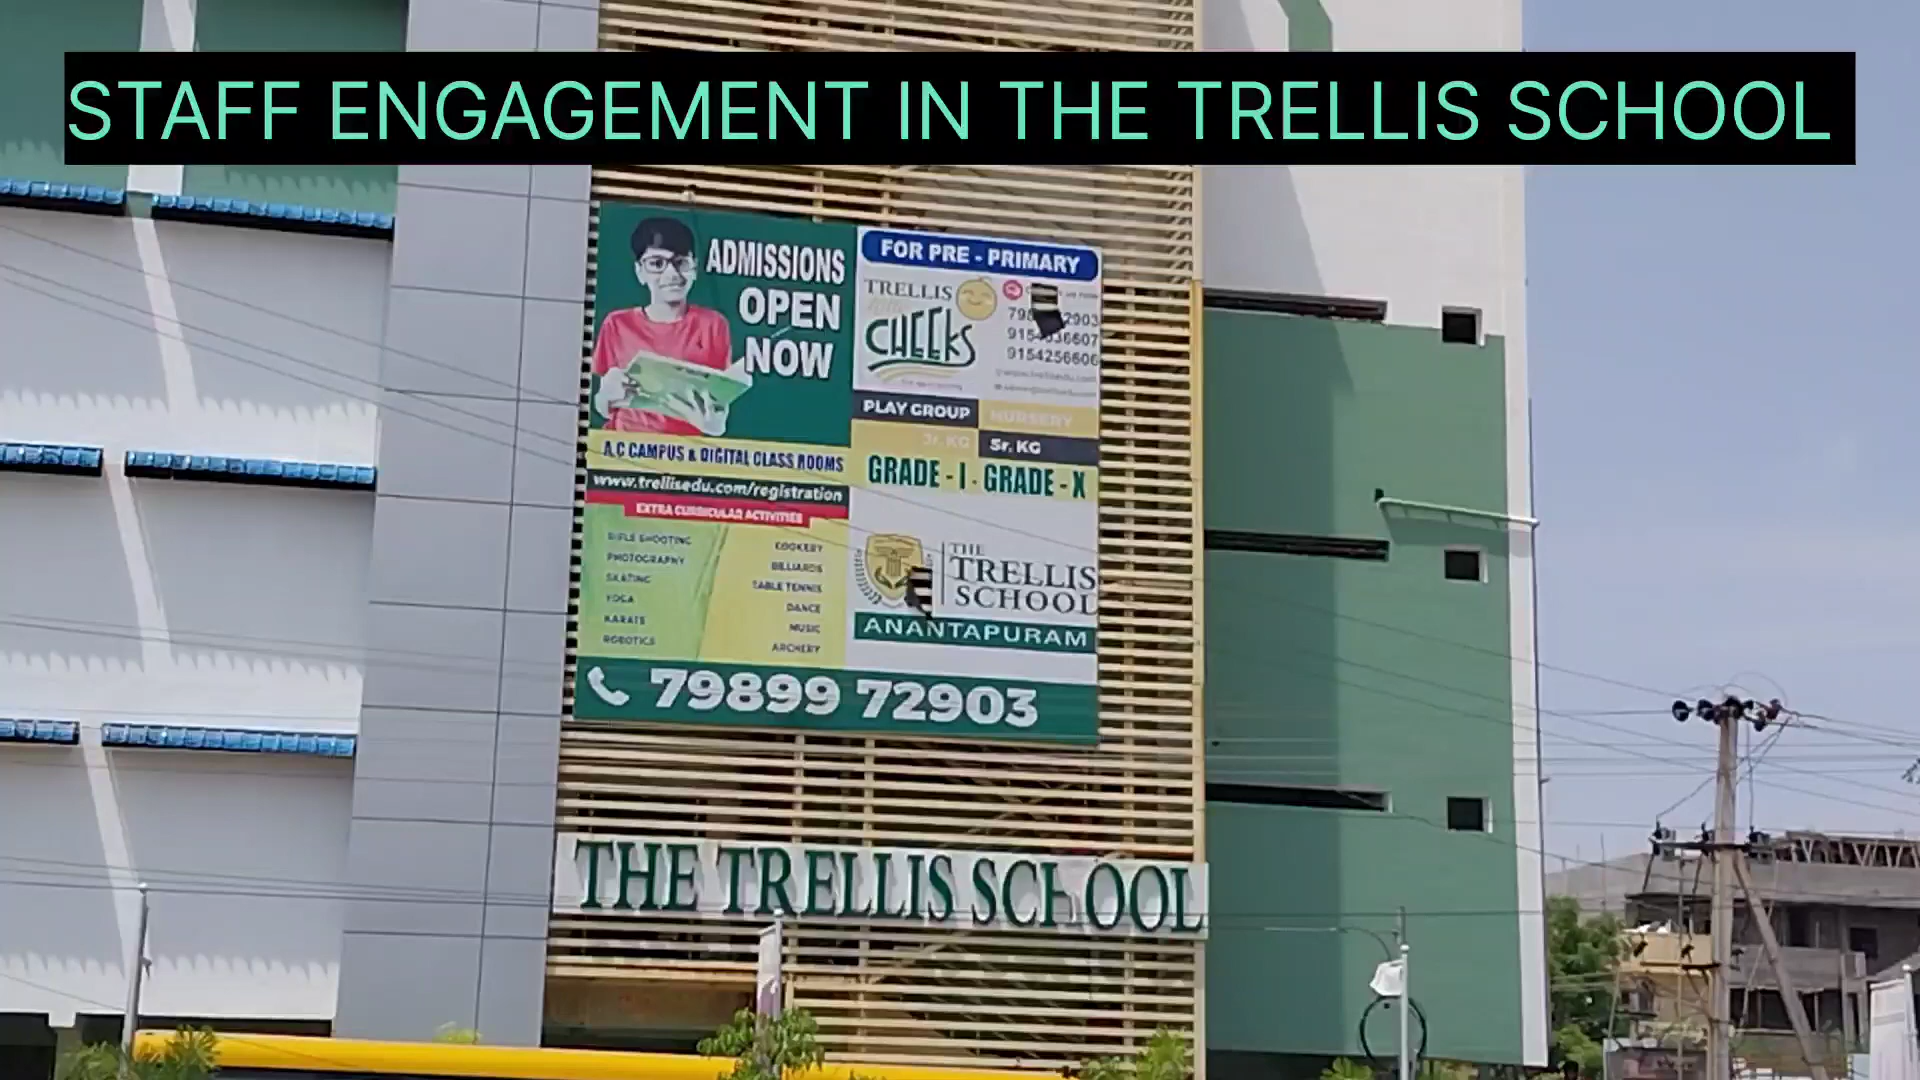 STAFF ENGAGEMENT IN THE TRELLIS SCHOOL
ADMISSIONS
OPEN
NOW
A.C CAMPUS & DIGITAL CLASS ROOMS
www.trellisedu.com/registration
EXTRA CURRICULAR ACTIVITIES
RIFLE SHOOTING
PHOTOGRAPHY
SKATING
YOGA
KARATE
ROBOTICS
COOKERY
BILLIARDS
TABLE TENNIS
DANCE
MUSIC
ARCHERY
FOR PRE - PRIMARY
TRELLIS
CHEEKS
9154256606
PLAY GROUP
NURSERY
Jr. KG
Sr. KG
GRADE - I - GRADE - X
THE
TRELLIS
SCHOOL
ANANTAPURAM
79899 72903
THE TRELLIS SCHOOL